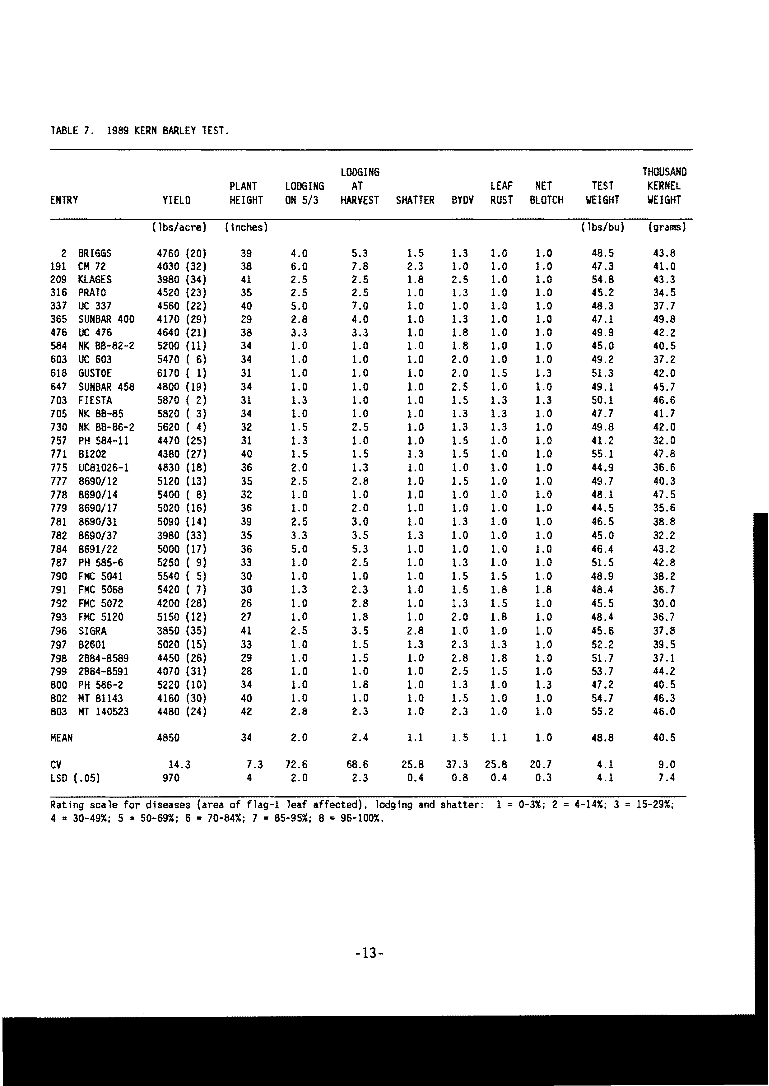 TABLE 7. 1989 KERN BARLEY TEST.
LODGING THOUSAND
PLANT LODGING AT LEAF NET TEST KERNEL
ENTRY YIELD HEIGHT ON 5/3 HARVEST SHATTER BYDV RUST BLOTCH WEIGHT WEIGHT
(lbs/acre) (inches) (lbs/bu) (grams)
2 BRIGGS 4760 (20) 39 4.0 5.3 1.5 1.3 1.0 1.0 48.5 43.8
191 CM 72 4030 (32) 38 6.0 7.8 2.3 1.0 1.0 1.0 47.3 41.0
209 KLAGES 3980 (34) 41 2.5 2.5 1.8 2.5 1.0 1.0 54.8 43.3
316 PRATO 4520 (23) 35 2.5 2.5 1.0 1.3 1.0 1.0 45.2 34.5
337 UC 337 4560 (22) 40 5.0 7.0 1.0 1.0 1.0 1.0 48.3 37.7
365 SUNBAR 400 4170 (29) 29 2.8 4.0 1.0 1.3 1.0 1.0 47.1 49.8
476 UC 476 4640 (21) 38 3.3 3.3 1.0 1.8 1.0 1.0 49.9 42.2
584 NK BB-82-2 5200 (11) 34 1.0 1.0 1.0 1.8 1.0 1.0 45.0 40.5
603 UC 603 5470 ( 6) 34 1.0 1.0 1.0 2.0 1.0 1.0 49.2 37.2
618 GUSTOE 6170 ( 1) 31 1.0 1.0 1.0 2.0 1.5 1.3 51.3 42.0
647 SUNBAR 458 4800 (19) 34 1.0 1.0 1.0 2.5 1.0 1.0 49.1 45.7
703 FIESTA 5870 ( 2) 31 1.3 1.0 1.0 1.5 1.3 1.3 50.1 46.6
705 NK BB-85 5820 ( 3) 34 1.0 1.0 1.0 1.3 1.3 1.0 47.7 41.7
730 NK BB-86-2 5620 ( 4) 32 1.5 2.5 1.0 1.3 1.3 1.0 49.8 42.0
757 PH 584-11 4470 (25) 31 1.3 1.0 1.0 1.5 1.0 1.0 41.2 32.0
771 B1202 4380 (27) 40 1.5 1.5 1.3 1.5 1.0 1.0 55.1 47.8
775 UC81026-1 4830 (18) 36 2.0 1.3 1.0 1.0 1.0 1.0 44.9 36.6
777 8690/12 5120 (13) 35 2.5 2.8 1.0 1.5 1.0 1.0 49.7 40.3
778 8690/14 5400 ( 8) 32 1.0 1.0 1.0 1.0 1.0 1.0 48.1 47.5
779 8690/17 5020 (16) 36 1.0 2.0 1.0 1.0 1.0 1.0 44.5 35.6
781 8690/31 5090 (14) 39 2.5 3.0 1.0 1.3 1.0 1.0 46.5 38.8
782 8690/37 3980 (33) 35 3.3 3.5 1.3 1.0 1.0 1.0 45.0 32.2
784 8691/22 5000 (17) 36 5.0 5.3 1.0 1.0 1.0 1.0 46.4 43.2
787 PH 585-6 5250 ( 9) 33 1.0 2.5 1.0 1.3 1.0 1.0 51.5 42.8
790 FMC 5041 5540 ( 5) 30 1.0 1.0 1.0 1.5 1.5 1.0 48.9 38.2
791 FMC 5068 5420 ( 7) 30 1.3 2.3 1.0 1.5 1.8 1.8 48.4 36.7
792 FMC 5072 4200 (28) 26 1.0 2.8 1.0 1.3 1.5 1.0 45.5 30.0
793 FMC 5120 5150 (12) 27 1.0 1.8 1.0 2.0 1.8 1.0 48.4 36.7
796 SIGRA 3850 (35) 41 2.5 3.5 2.8 1.0 1.0 1.0 45.6 37.8
797 B2601 5020 (15) 33 1.0 1.5 1.3 2.3 1.3 1.0 52.2 39.5
798 2B84-8589 4450 (26) 29 1.0 1.5 1.0 2.8 1.8 1.0 51.7 37.1
799 2B84-8591 4070 (31) 28 1.0 1.0 1.0 2.5 1.5 1.0 53.7 44.2
800 PH 586-2 5220 (10) 34 1.0 1.8 1.0 1.3 1.0 1.3 47.2 40.5
802 MT 81143 4160 (30) 40 1.0 1.0 1.0 1.5 1.0 1.0 54.7 46.3
803 MT 140523 4480 (24) 42 2.8 2.3 1.0 2.3 1.0 1.0 55.2 46.0
MEAN 4850 34 2.0 2.4 1.1 1.5 1.1 1.0 48.8 40.5
CV 14.3 7.3 72.6 68.6 25.8 37.3 25.8 20.7 4.1 9.0
LSD (.05) 970 4 2.0 2.3 0.4 0.8 0.4 0.3 4.1 7.4
Rating scale for diseases (area of flag-1 leaf affected), lodging and shatter: 1 = 0-3%; 2 = 4-14%; 3 = 15-29%;
4 = 30-49%; 5 = 50-69%; 6 = 70-84%; 7 = 85-95%; 8 = 96-100%.
-13-